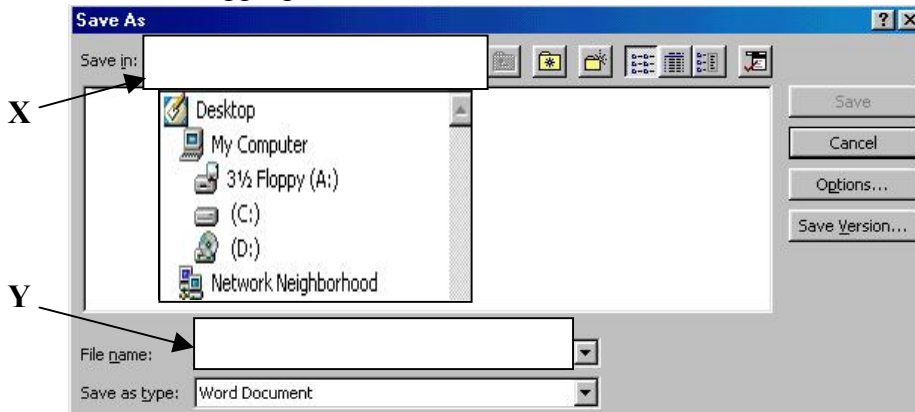 Save As
Save in:
X
Desktop
My Computer
3½ Floppy (A:)
(C:)
(D:)
Network Neighborhood
Save
Cancel
Options...
Save Version...
Y
File name:
Save as type: Word Document